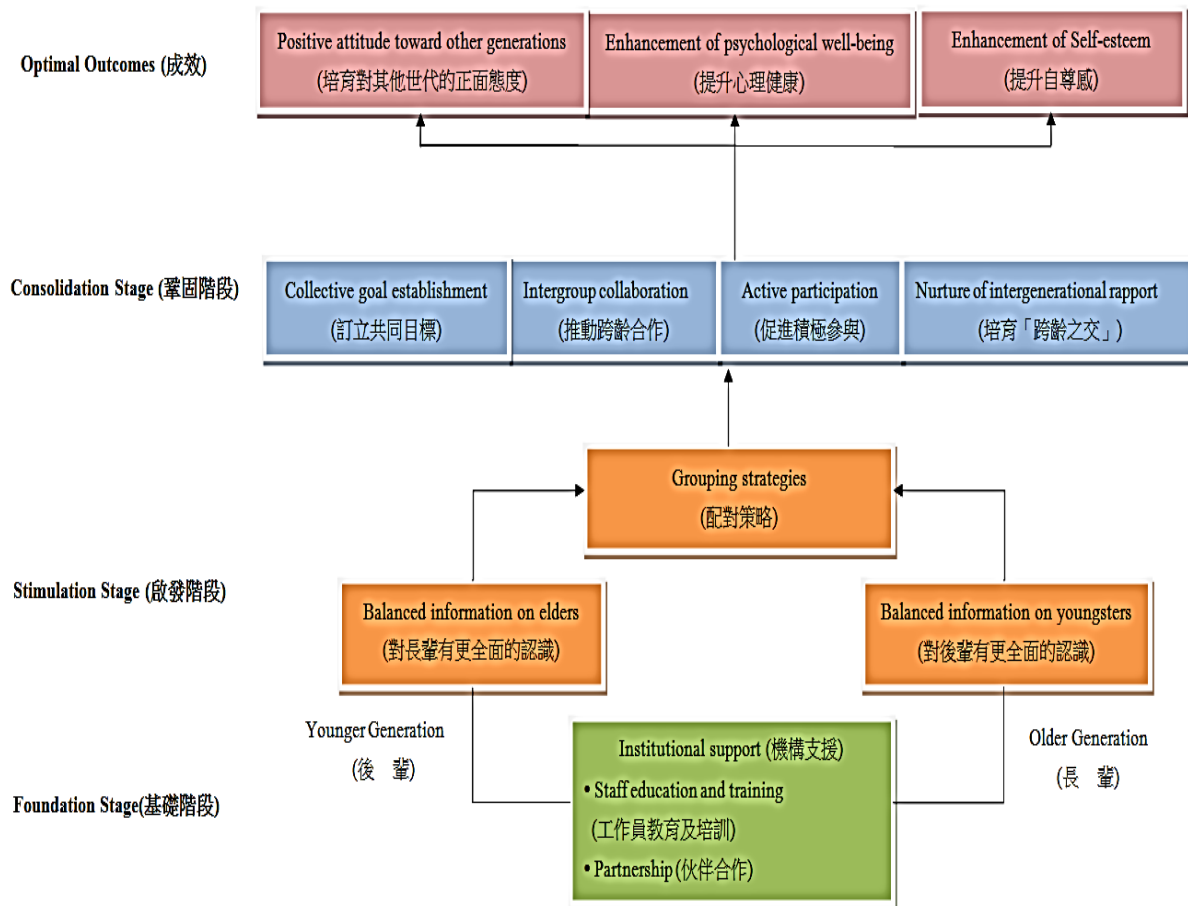 Optimal Outcomes (成效)
Positive attitude toward other generations
(培育對其他世代的正面態度)
Enhancement of psychological well-being
(提升心理健康)
Enhancement of Self-esteem
(提升自尊感)
Consolidation Stage (鞏固階段)
Collective goal establishment
(訂立共同目標)
Intergroup collaboration
(推動跨齡合作)
Active participation
(促進積極參與)
Nurture of intergenerational rapport
(培育「跨齡之交」)
Grouping strategies
(配對策略)
Stimulation Stage (啟發階段)
Balanced information on elders
(對長輩有更全面的認識)
Balanced information on youngsters
(對後輩有更全面的認識)
Younger Generation
(後 輩)
Older Generation
(長 輩)
Foundation Stage(基礎階段)
Institutional support (機構支援)
• Staff education and training
(工作員教育及培訓)
• Partnership (伙伴合作)